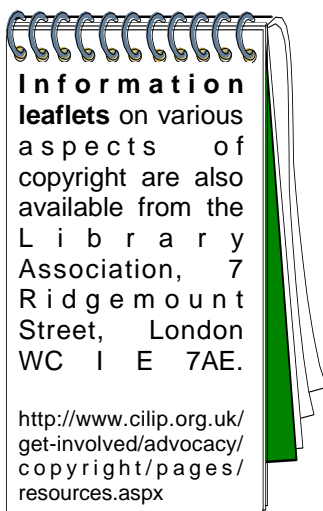 Information
leaflets on various
aspects of
copyright are also
available from the
Library
Association, 7
Ridgemount
Street, London
WC I E 7AE.
http://www.cilip.org.uk/
get-involved/advocacy/
copyright/pages/
resources.aspx